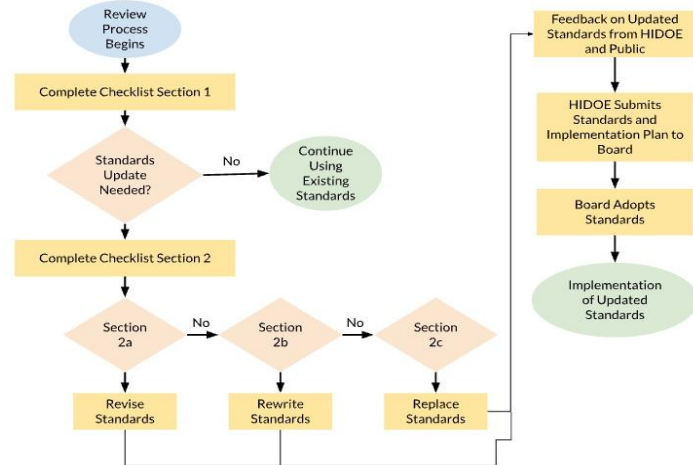 Review
Process
Begins
Complete Checklist Section 1
Standards
Update
Needed?
No
Continue
Using
Existing
Standards
Complete Checklist Section 2
Section
2a
No
Section
2b
No
Section
2c
Revise
Standards
Rewrite
Standards
Replace
Standards
Feedback on Updated
Standards from HIDOE
and Public
HIDOE Submits
Standards and
Implementation Plan to
Board
Board Adopts
Standards
Implementation
of Updated
Standards